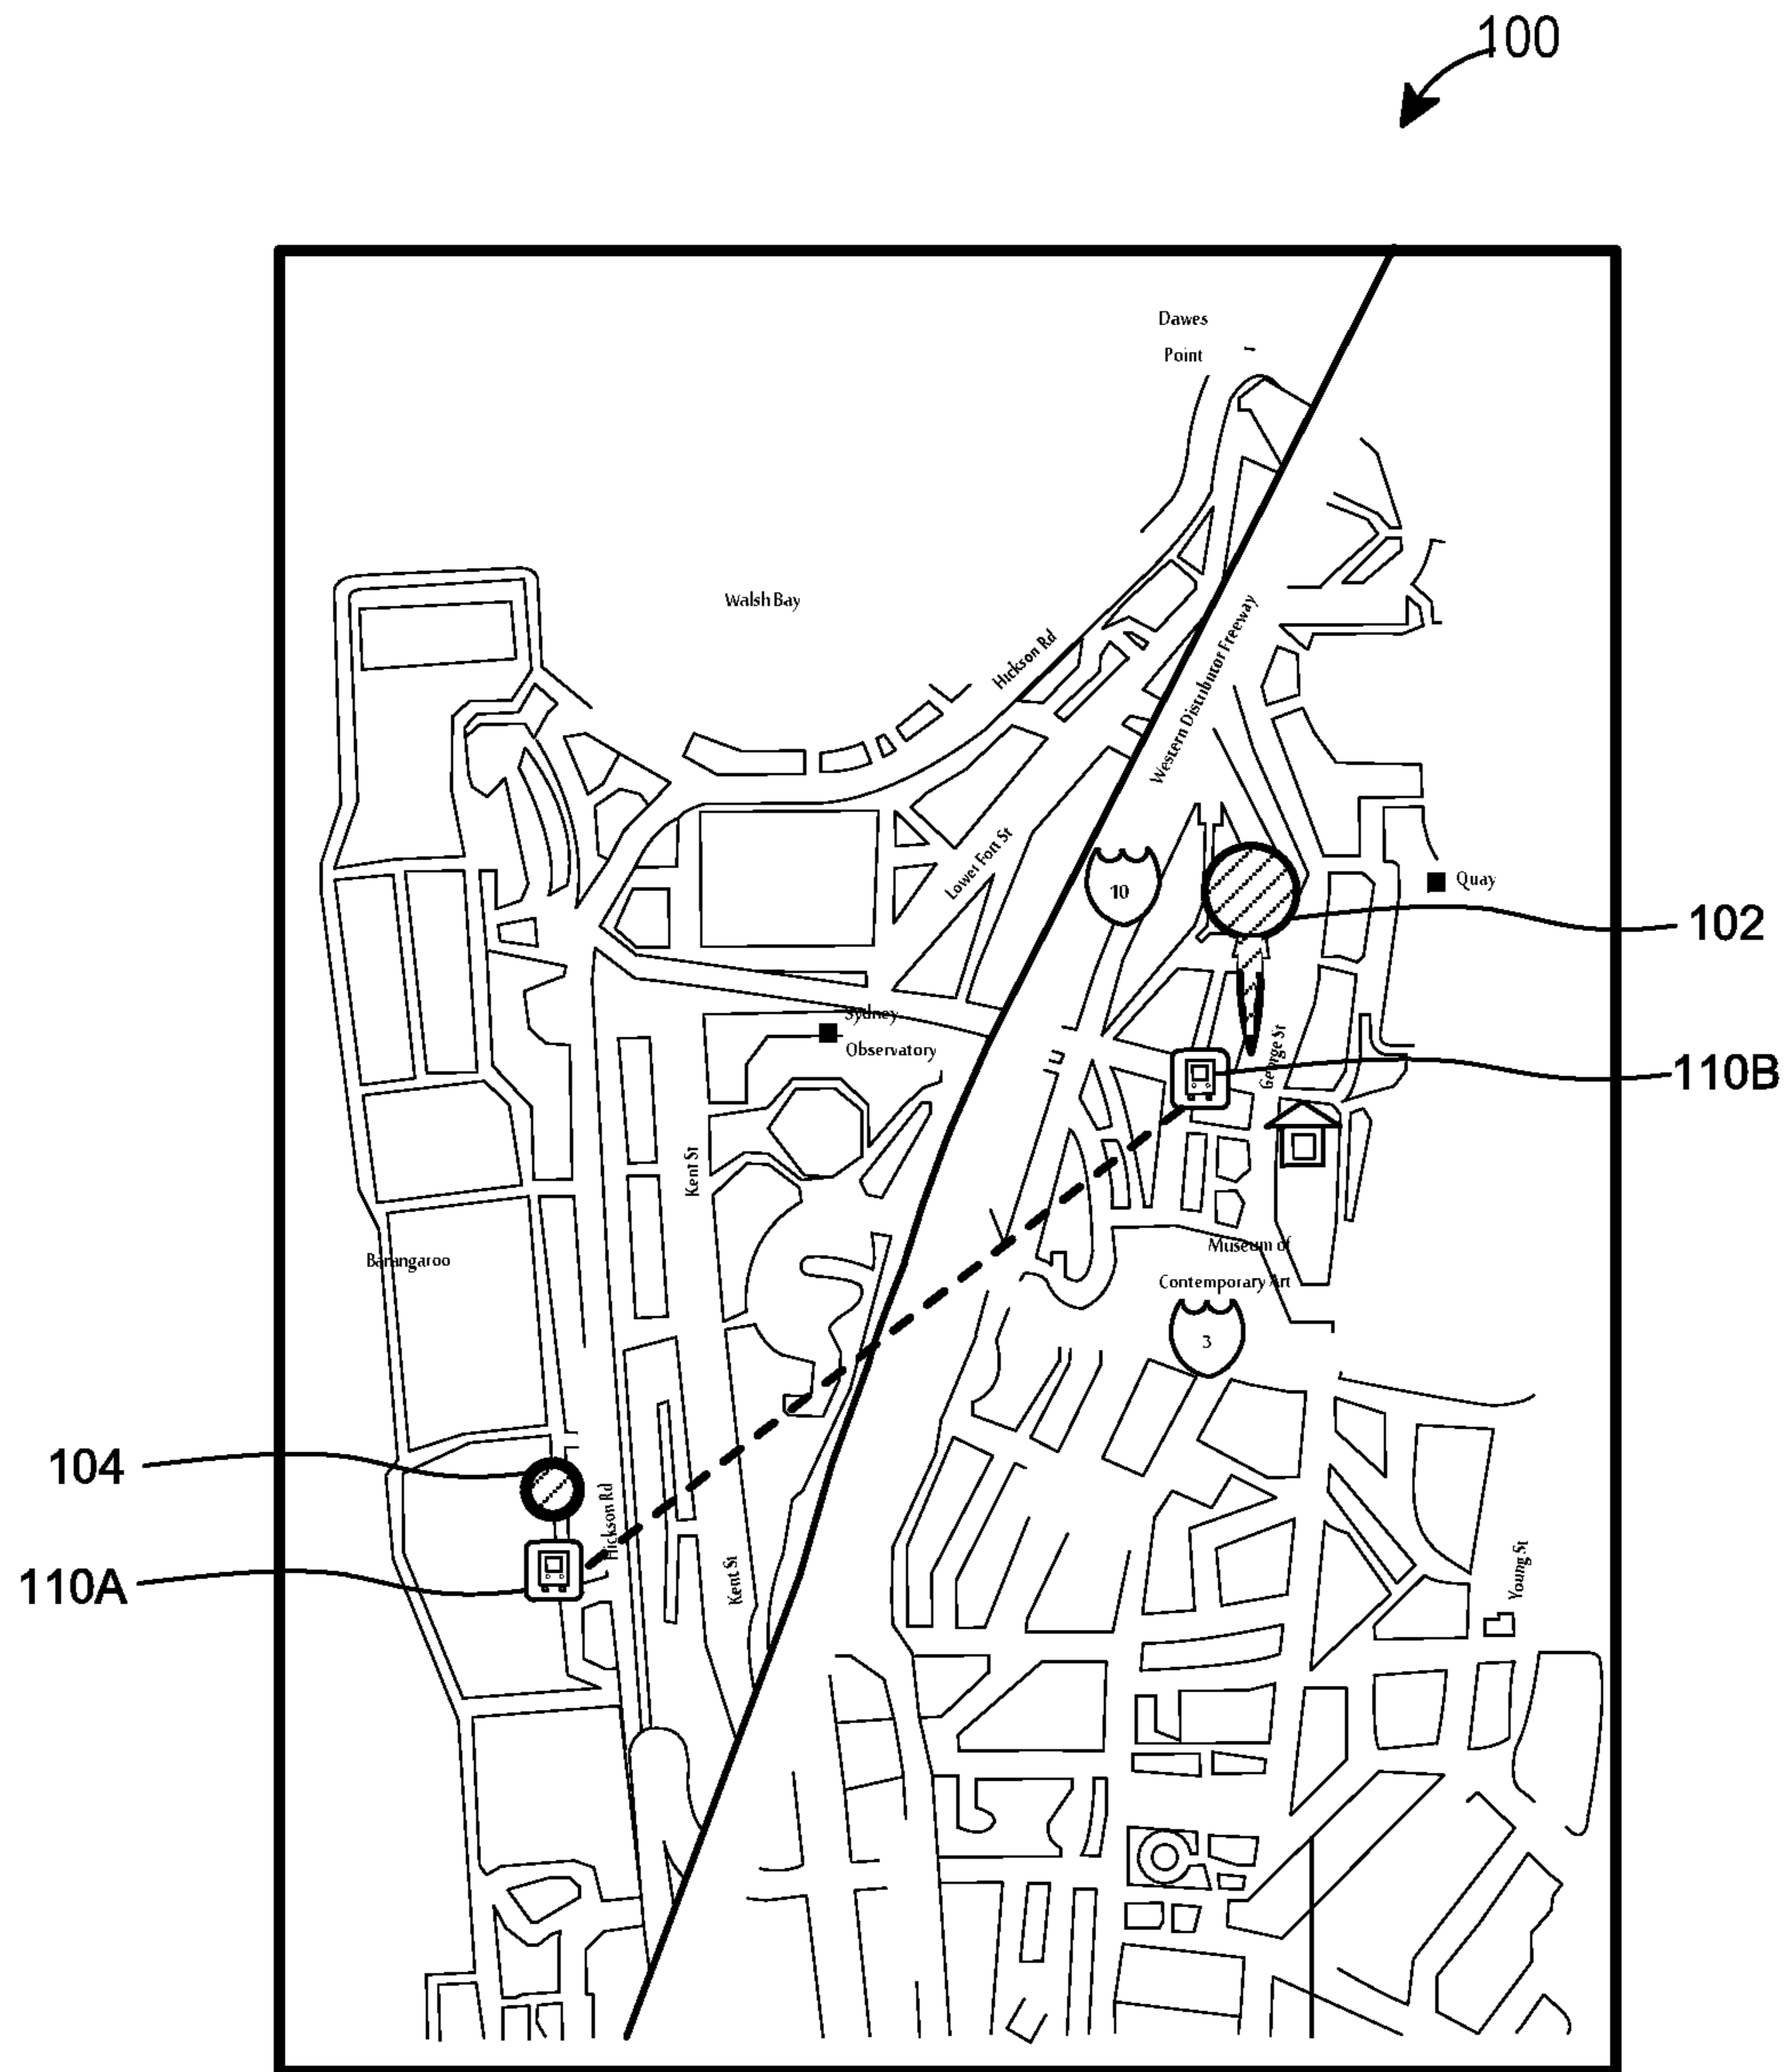 100
Dawes
Point
Walsh Bay
Hickson Rd
Western Distributor Freeway
Lower Fort St
10
Quay
102
Sydney
Observatory
George St
110B
Kent St
Museum of
Contemporary Art
Barangaroo
3
104
Hickson Rd
110A
Kent St
Young St